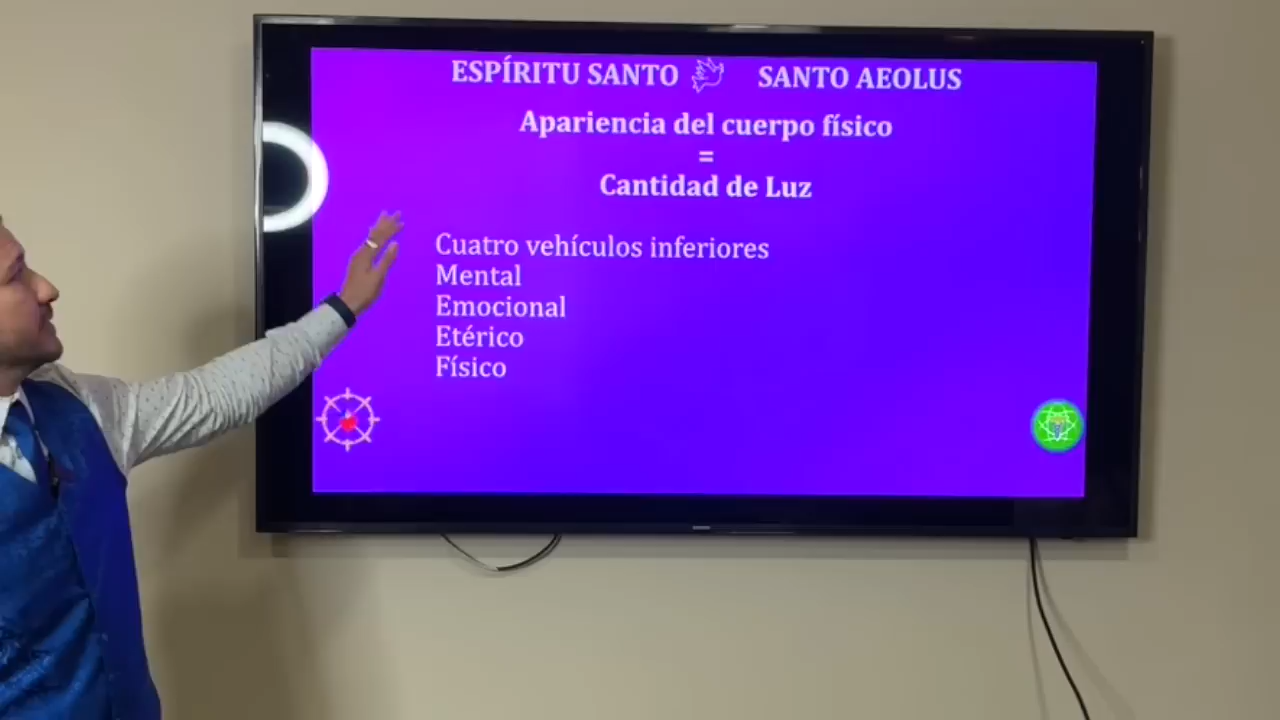 ESPÍRITU SANTO SANTO AEOLUS
Apariencia del cuerpo físico
=
Cantidad de Luz
Cuatro vehículos inferiores
Mental
Emocional
Etérico
Físico